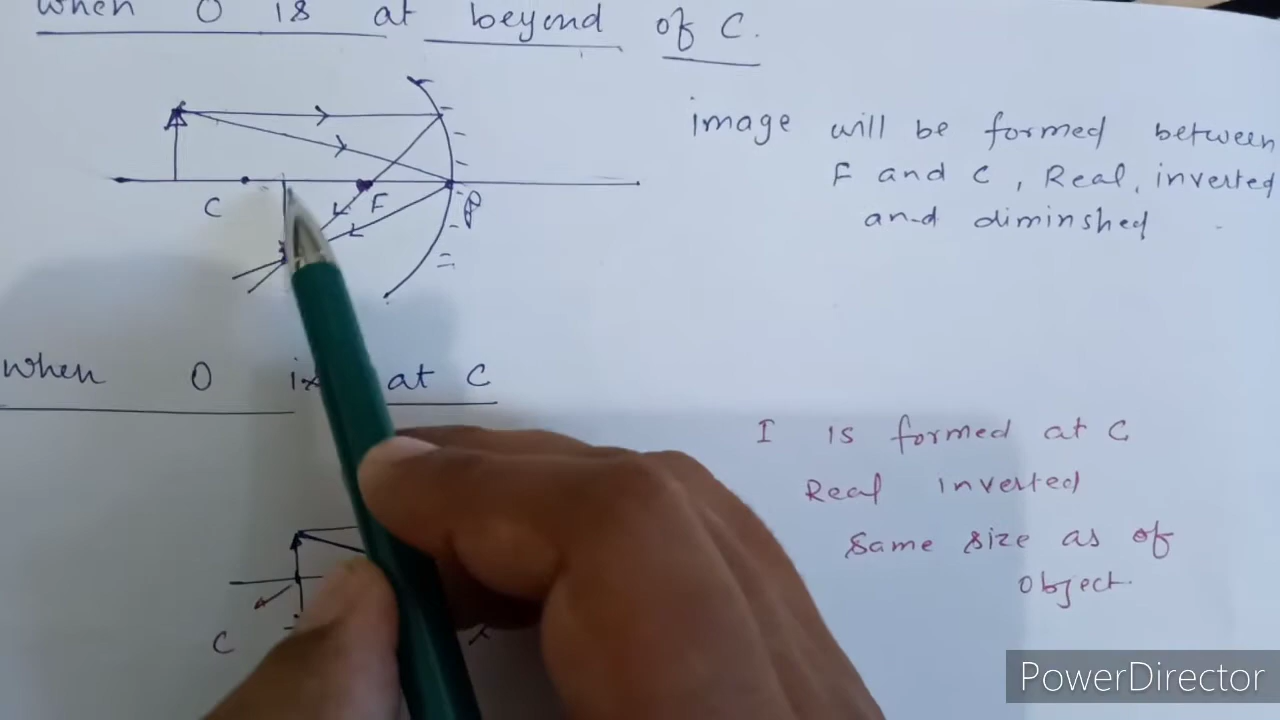 when O is at beyond of C.
image will be formed between
F and C, Real, inverted
and diminshed
C
F
P
when O is at C
I is formed at C
Real inverted
Same size as of
object.
C
PowerDirector